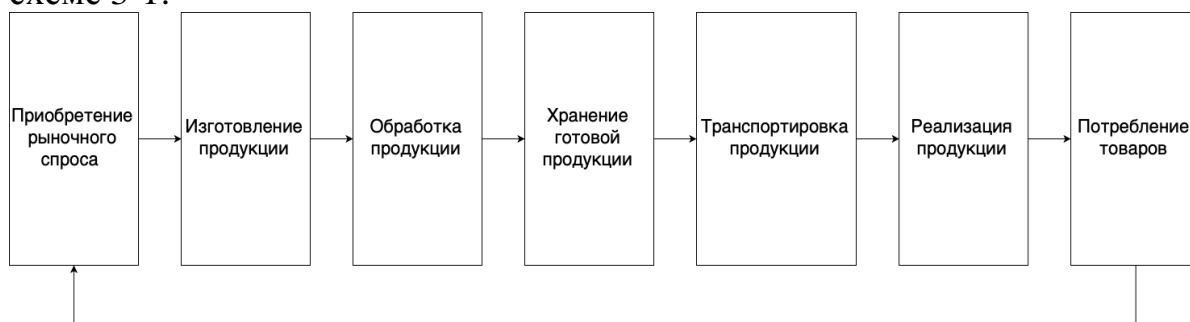 схеме 3-1.
Приобретение
рыночного
спроса
Изготовление
продукции
Обработка
продукции
Хранение
готовой
продукции
Транспортировка
продукции
Реализация
продукции
Потребление
товаров